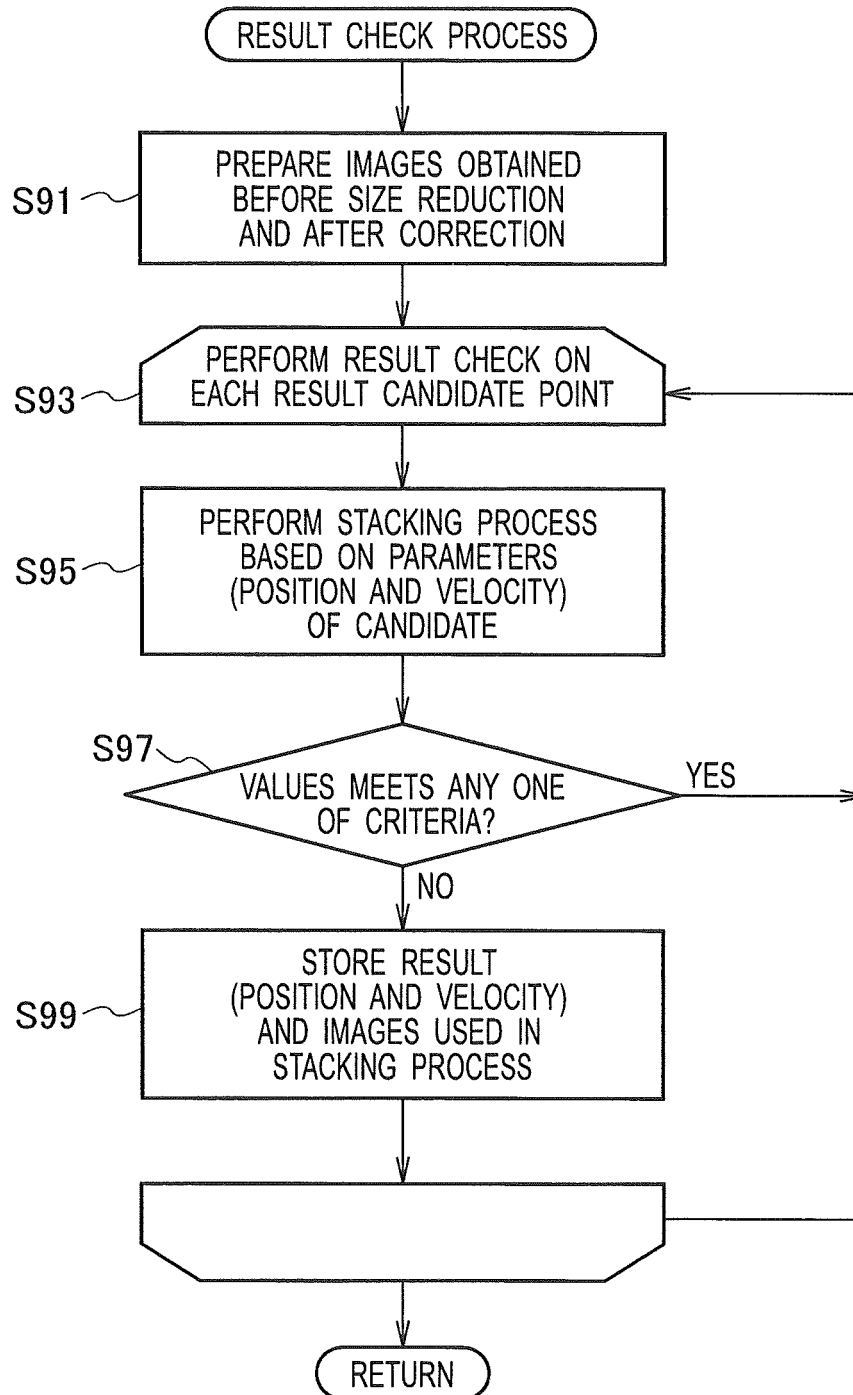 RESULT CHECK PROCESS
S91
PREPARE IMAGES OBTAINED
BEFORE SIZE REDUCTION
AND AFTER CORRECTION
S93
PERFORM RESULT CHECK ON
EACH RESULT CANDIDATE POINT
S95
PERFORM STACKING PROCESS
BASED ON PARAMETERS
(POSITION AND VELOCITY)
OF CANDIDATE
S97
VALUES MEETS ANY ONE
OF CRITERIA?
YES
NO
S99
STORE RESULT
(POSITION AND VELOCITY)
AND IMAGES USED IN
STACKING PROCESS
RETURN